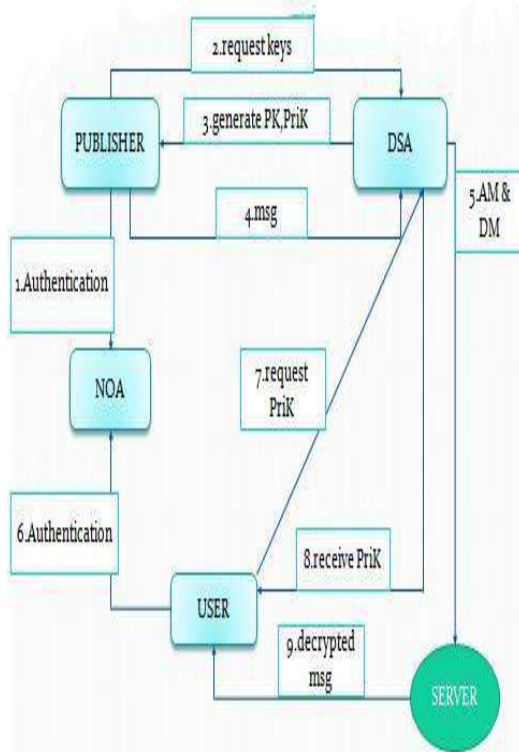 2.request keys
PUBLISHER
3.generate PK,PriK
DSA
4.msg
5.AM &
DM
1.Authentication
NOA
7.request
PriK
6.Authentication
8.receive PriK
USER
9.decrypted
msg
SERVER